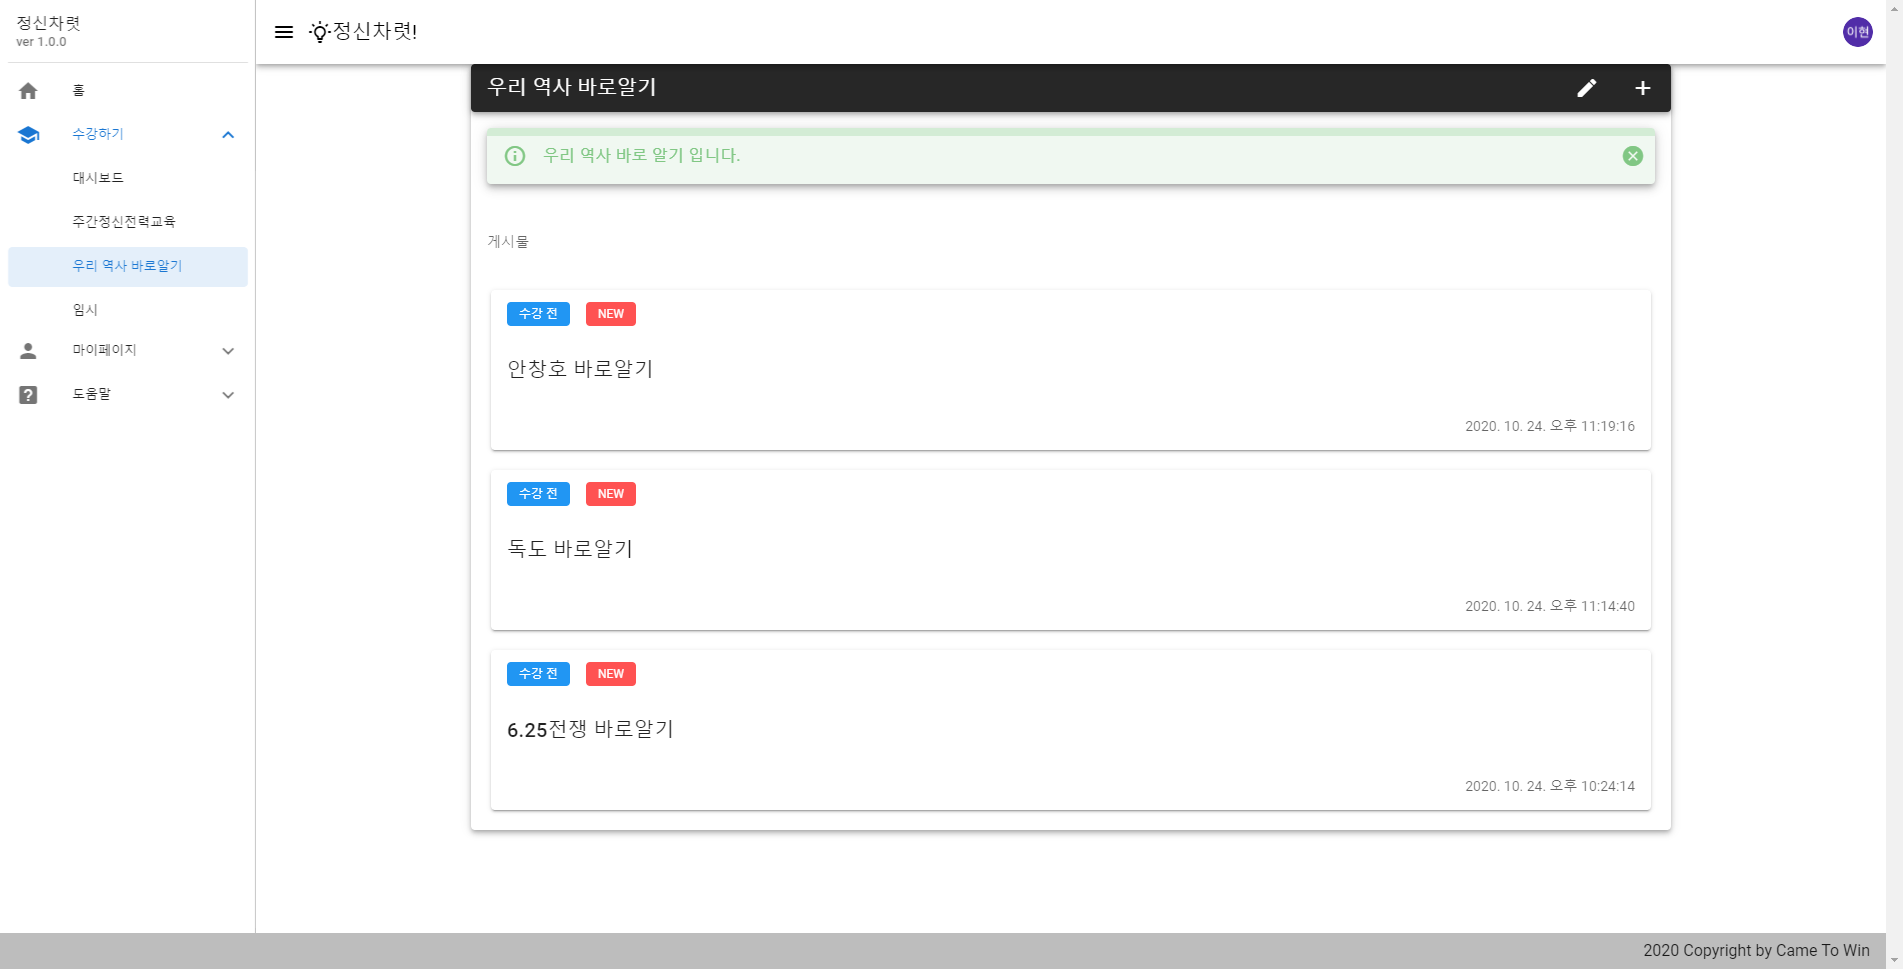 정신차렷
ver 1.0.0
홈
수강하기
대시보드
주간정신전력교육
우리 역사 바로알기
임시
마이페이지
도움말
정신차렷!
이현
우리 역사 바로알기
우리 역사 바로 알기 입니다.
게시물
수강 전 NEW
안창호 바로알기
2020. 10. 24. 오후 11:19:16
수강 전 NEW
독도 바로알기
2020. 10. 24. 오후 11:14:40
수강 전 NEW
6.25전쟁 바로알기
2020. 10. 24. 오후 10:24:14
2020 Copyright by Came To Win